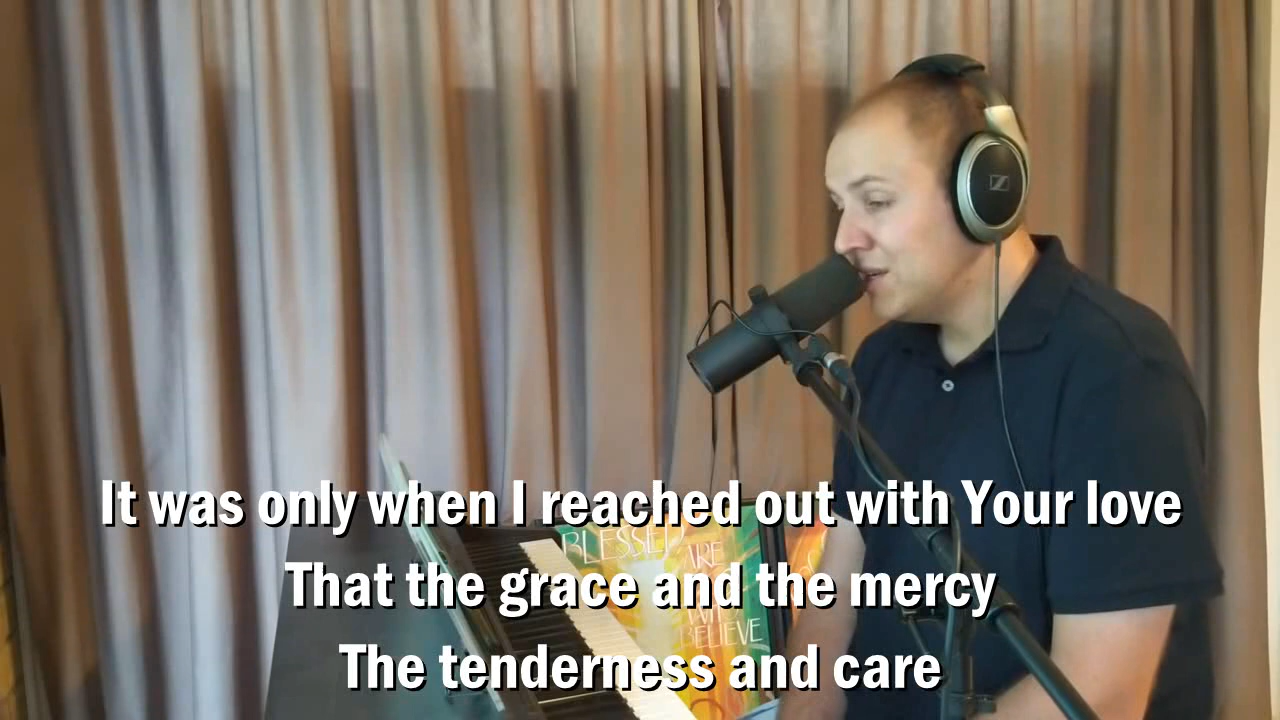 It was only when I reached out with Your love
That the grace and the mercy
The tenderness and care
BLESSED
ARE
BELIEVE